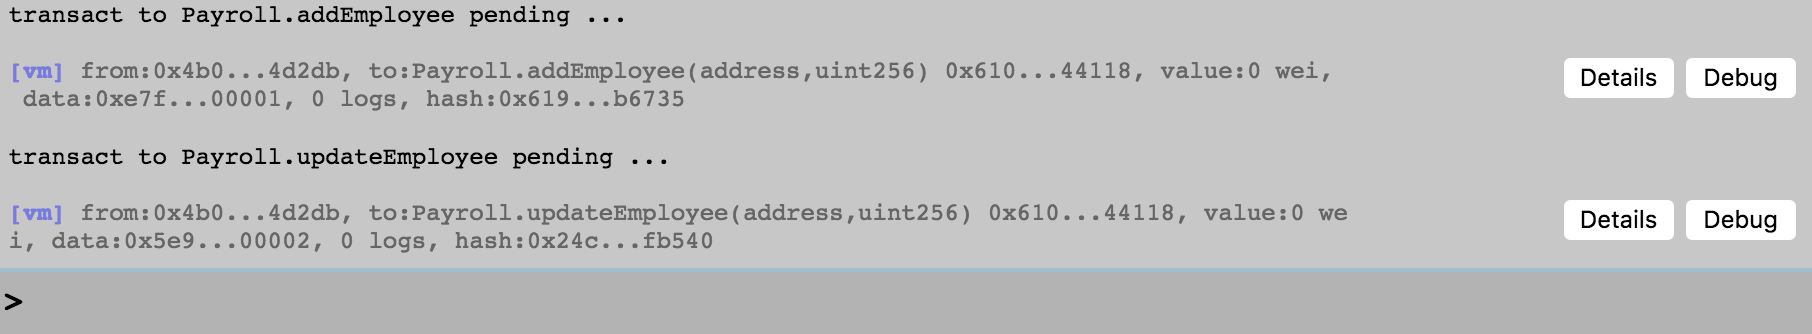 transact to Payroll.addEmployee pending ...
[vm] from:0x4b0...4d2db, to:Payroll.addEmployee(address,uint256) 0x610...44118, value:0 wei,
data:0xe7f...00001, 0 logs, hash:0x619...b6735
Details Debug
transact to Payroll.updateEmployee pending ...
[vm] from:0x4b0...4d2db, to:Payroll.updateEmployee(address,uint256) 0x610...44118, value:0 we
i, data:0x5e9...00002, 0 logs, hash:0x24c...fb540
Details Debug
>